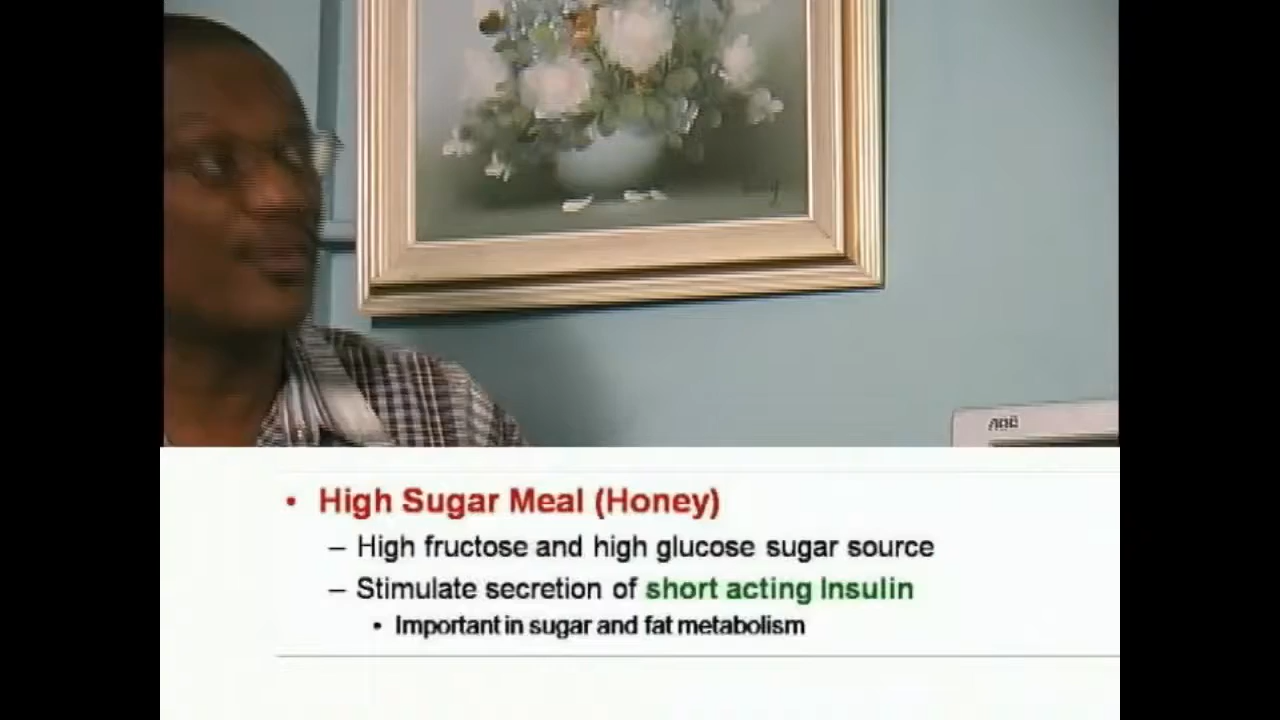 AOC
• High Sugar Meal (Honey)
– High fructose and high glucose sugar source
– Stimulate secretion of short acting Insulin
• Important in sugar and fat metabolism